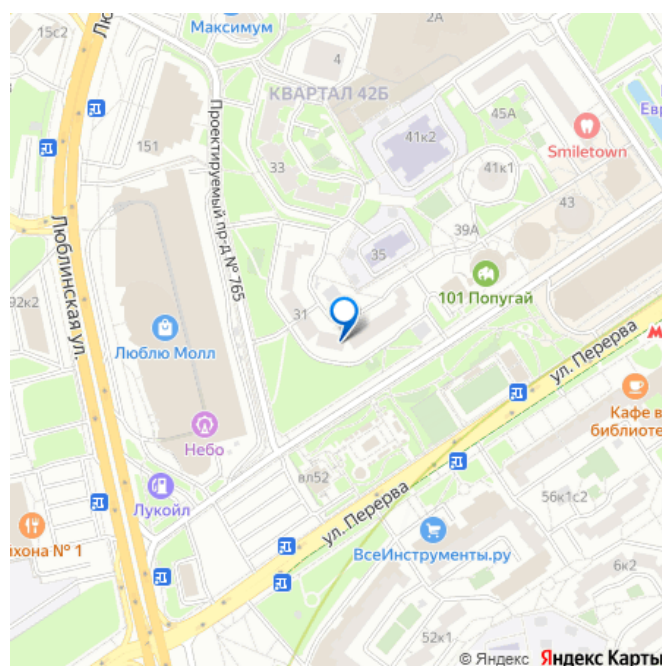 15с2
Максимум
2А
4
КВАРТАЛ 42Б
45А
41к2
151
Smiletown
33
41к1
Проектируемый пр-д № 765
43
39А
35
Люблинская ул.
101 Попугай
92к2
31
Люблю Молл
ул. Перерва
Кафе в
библиоте
Небо
вл52
Лукойл
56к1с2
ул. Перерва
йхона № 1
ВсеИнструменты.ру
6к2
52к1
© Яндекс Яндекс Карты